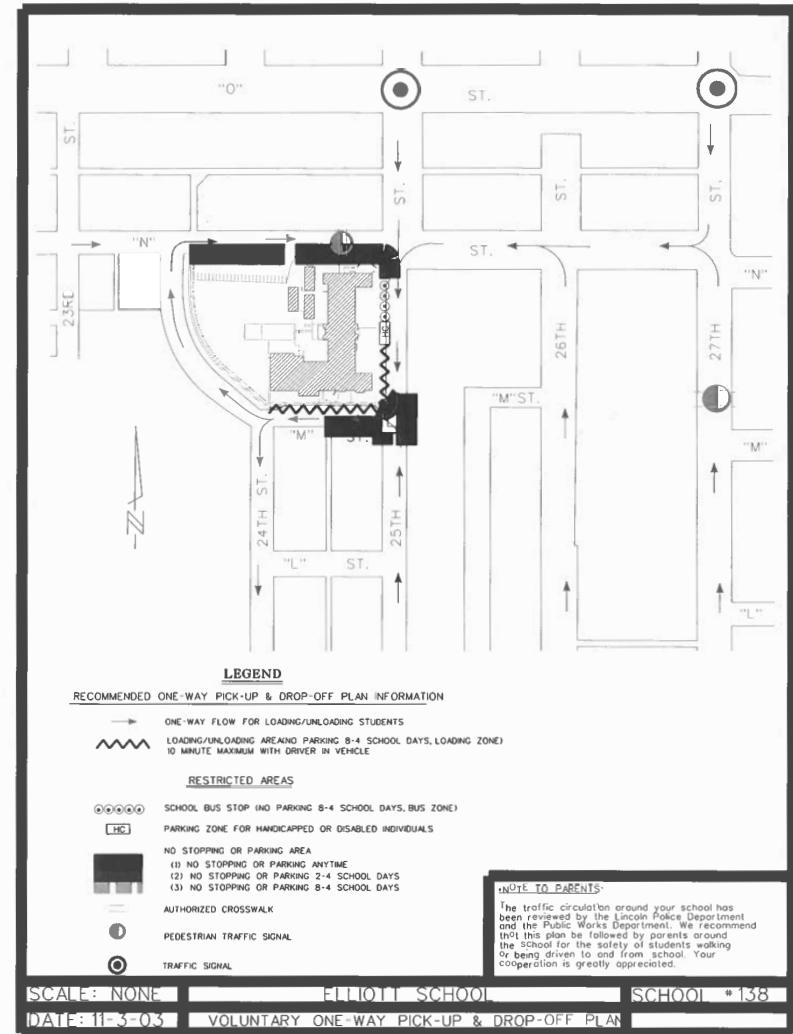 "O"
ST.
ST.
ST.
ST.
ST.
"N"
ST.
"N"
23RD
HC
26TH
27TH
"M" ST.
"M"
ST.
"M"
N
24TH ST.
25TH
"L"
ST.
"L"
LEGEND
RECOMMENDED ONE-WAY PICK-UP & DROP-OFF PLAN INFORMATION
ONE-WAY FLOW FOR LOADING/UNLOADING STUDENTS
LOADING/UNLOADING AREA(NO PARKING 8-4 SCHOOL DAYS, LOADING ZONE)
10 MINUTE MAXIMUM WITH DRIVER IN VEHICLE
RESTRICTED AREAS
SCHOOL BUS STOP (NO PARKING 8-4 SCHOOL DAYS, BUS ZONE)
HC
PARKING ZONE FOR HANDICAPPED OR DISABLED INDIVIDUALS
NO STOPPING OR PARKING AREA
(1) NO STOPPING OR PARKING ANYTIME
(2) NO STOPPING OR PARKING 2-4 SCHOOL DAYS
(3) NO STOPPING OR PARKING 8-4 SCHOOL DAYS
AUTHORIZED CROSSWALK
PEDESTRIAN TRAFFIC SIGNAL
TRAFFIC SIGNAL
·NOTE TO PARENTS·
The traffic circulation around your school has
been reviewed by the Lincoln Police Department
and the Public Works Department. We recommend
that this plan be followed by parents around
the school for the safety of students walking
or being driven to and from school. Your
cooperation is greatly appreciated.
SCALE: NONE
ELLIOTT SCHOOL
SCHOOL #138
DATE: 11-3-03
VOLUNTARY ONE-WAY PICK-UP & DROP-OFF PLAN